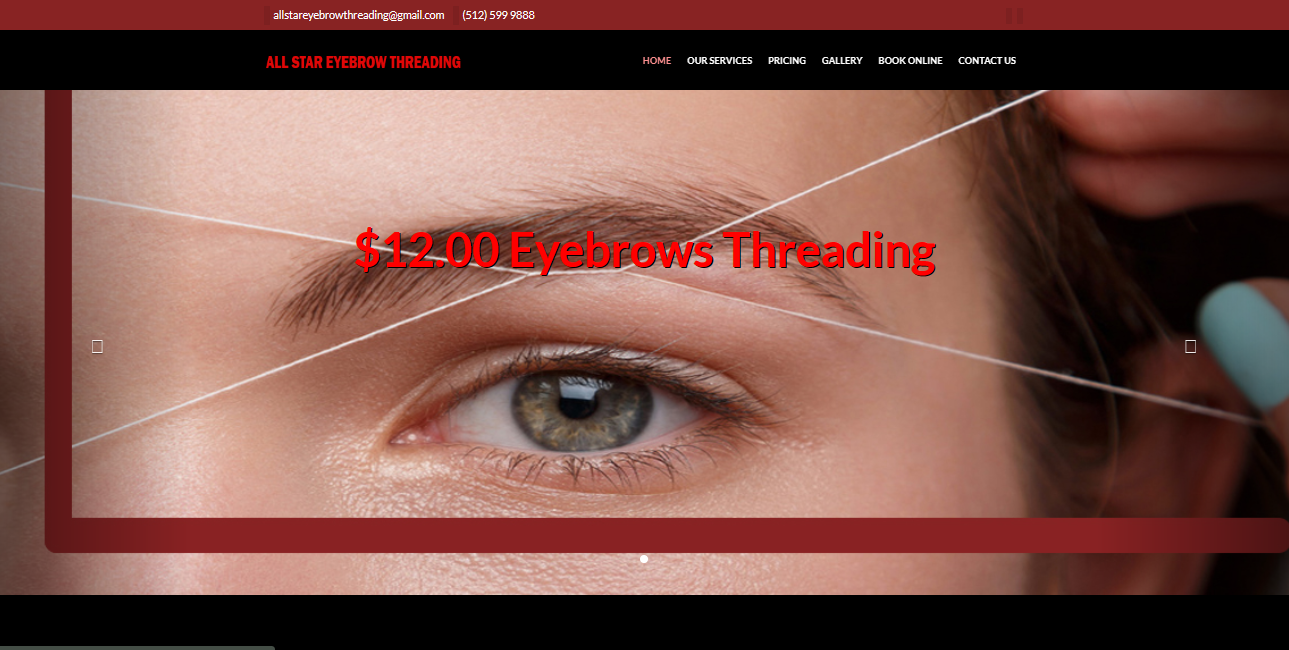 allstareyebrowthreading@gmail.com (512) 599 9888
ALL STAR EYEBROW THREADING
HOME OUR SERVICES PRICING GALLERY BOOK ONLINE CONTACT US
$12.00 Eyebrows Threading